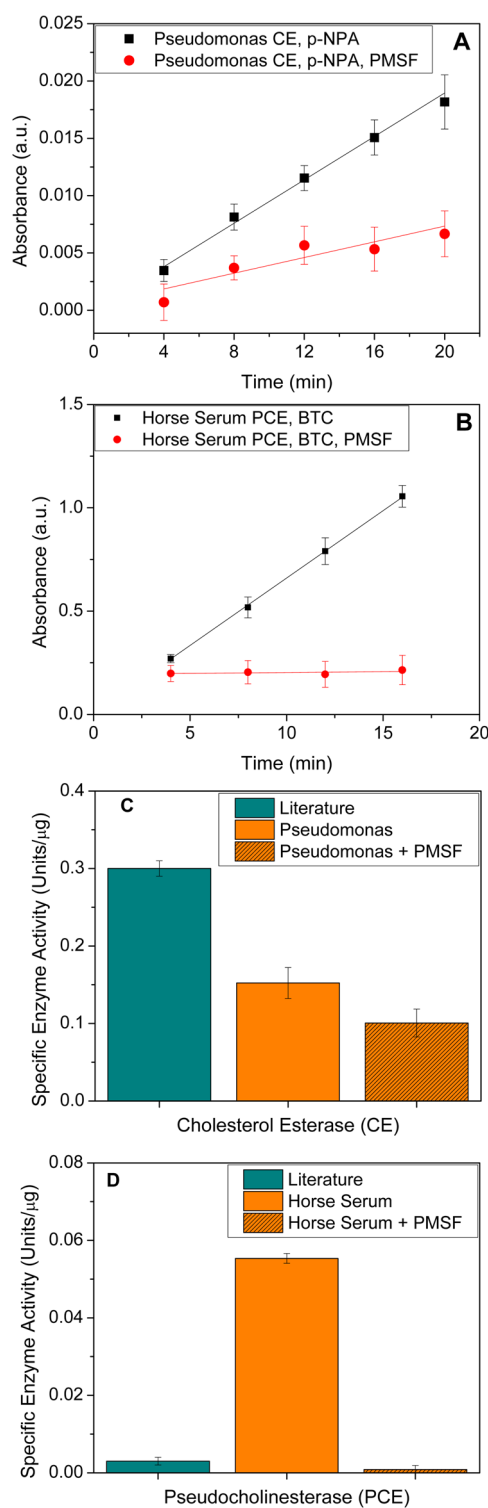 Pseudomonas CE, p-NPA
Pseudomonas CE, p-NPA, PMSF
A
0.025
0.020
0.015
0.010
0.005
0.000
Absorbance (a.u.)
0 4 8 12 16 20
Time (min)
Horse Serum PCE, BTC
Horse Serum PCE, BTC, PMSF
B
1.5
1.0
0.5
0.0
Absorbance (a.u.)
0 5 10 15 20
Time (min)
C
Literature
Pseudomonas
Pseudomonas + PMSF
0.4
0.3
0.2
0.1
0.0
Specific Enzyme Activity (Units/μg)
Cholesterol Esterase (CE)
D
Literature
Horse Serum
Horse Serum + PMSF
0.08
0.06
0.04
0.02
0.00
Specific Enzyme Activity (Units/μg)
Pseudocholinesterase (PCE)